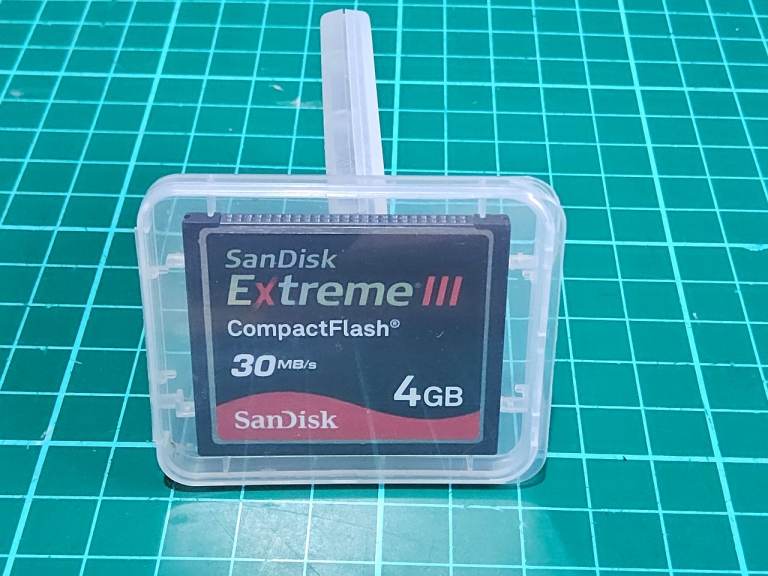 SanDisk
Extreme® III
CompactFlash®
30MB/s
4GB
SanDisk